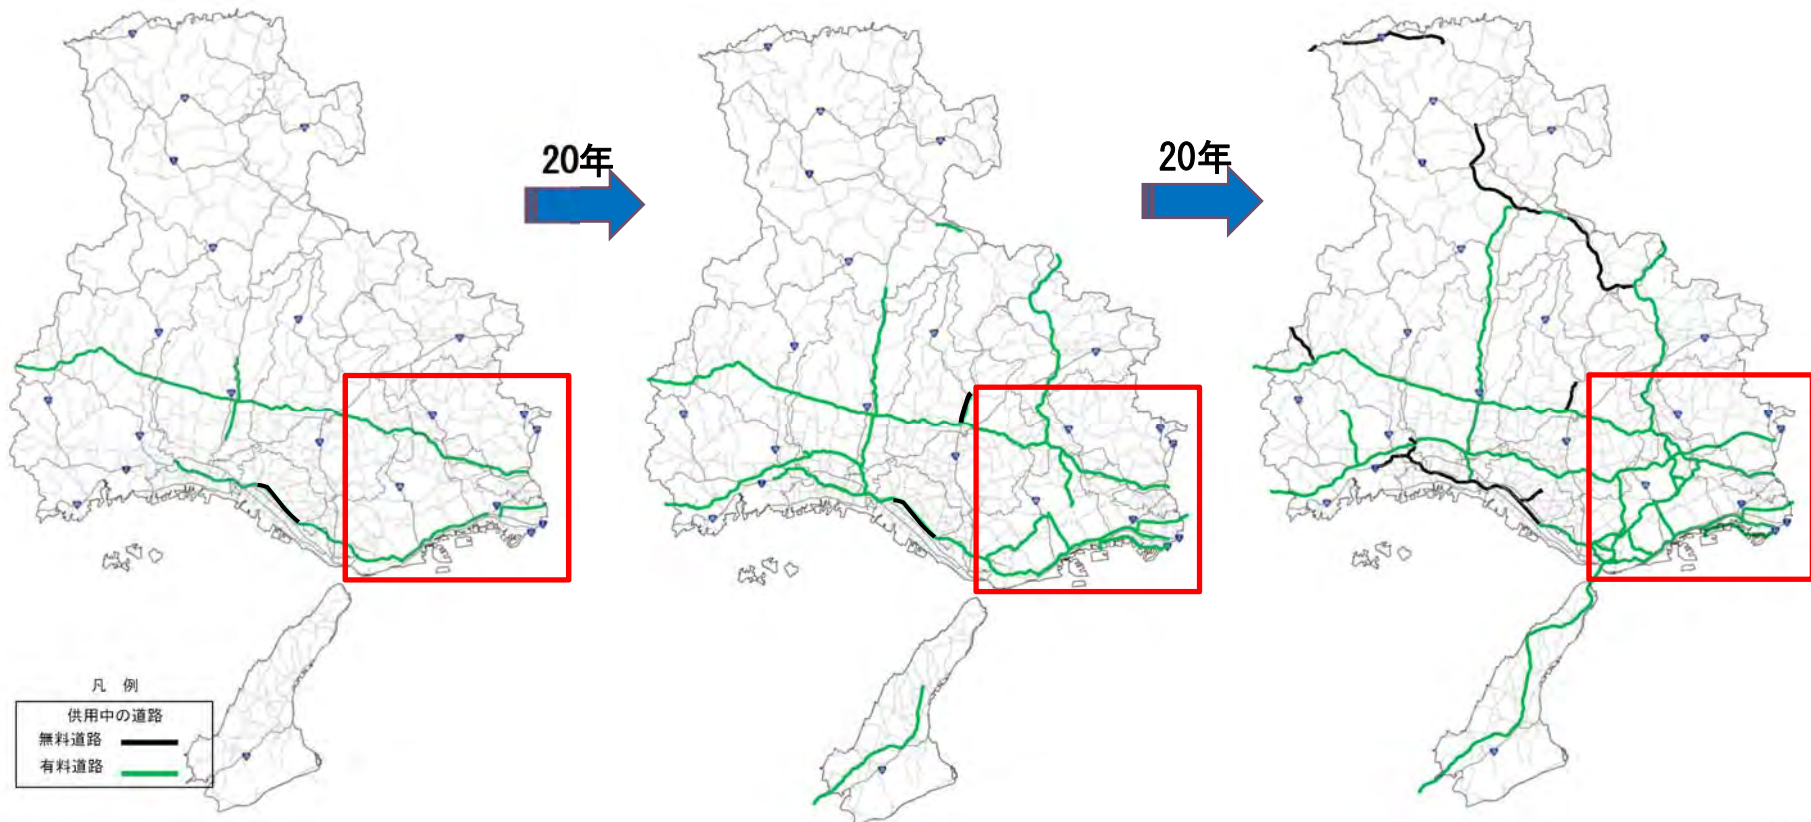 20年
20年
凡 例
供用中の道路
無料道路
有料道路